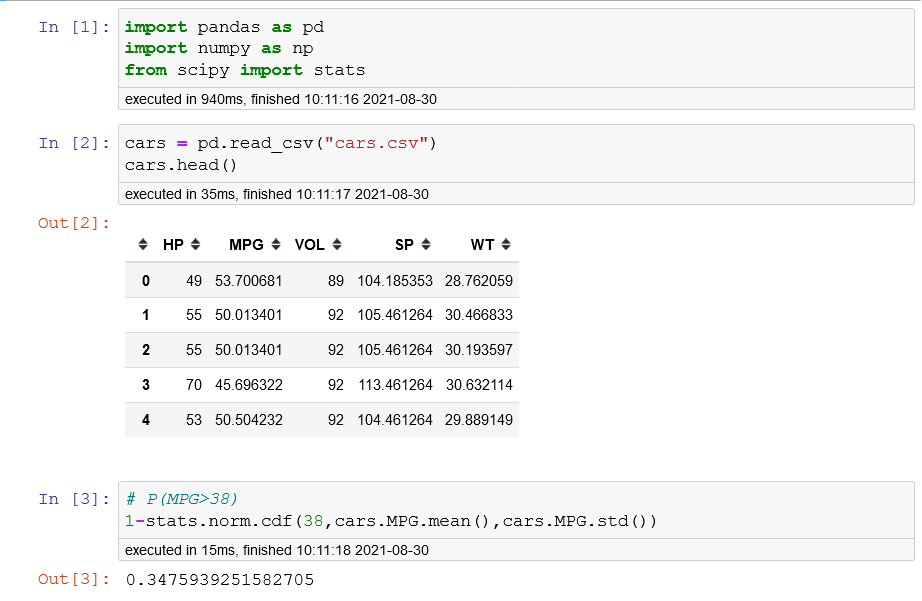 In [1]: import pandas as pd
import numpy as np
from scipy import stats
executed in 940ms, finished 10:11:16 2021-08-30
In [2]: cars = pd.read_csv("cars.csv")
cars.head()
executed in 35ms, finished 10:11:17 2021-08-30
Out[2]:
HP MPG VOL SP WT
0 49 53.700681 89 104.185353 28.762059
1 55 50.013401 92 105.461264 30.466833
2 55 50.013401 92 105.461264 30.193597
3 70 45.696322 92 113.461264 30.632114
4 53 50.504232 92 104.461264 29.889149
In [3]: # P(MPG>38)
1-stats.norm.cdf(38,cars.MPG.mean(),cars.MPG.std())
executed in 15ms, finished 10:11:18 2021-08-30
Out[3]: 0.3475939251582705